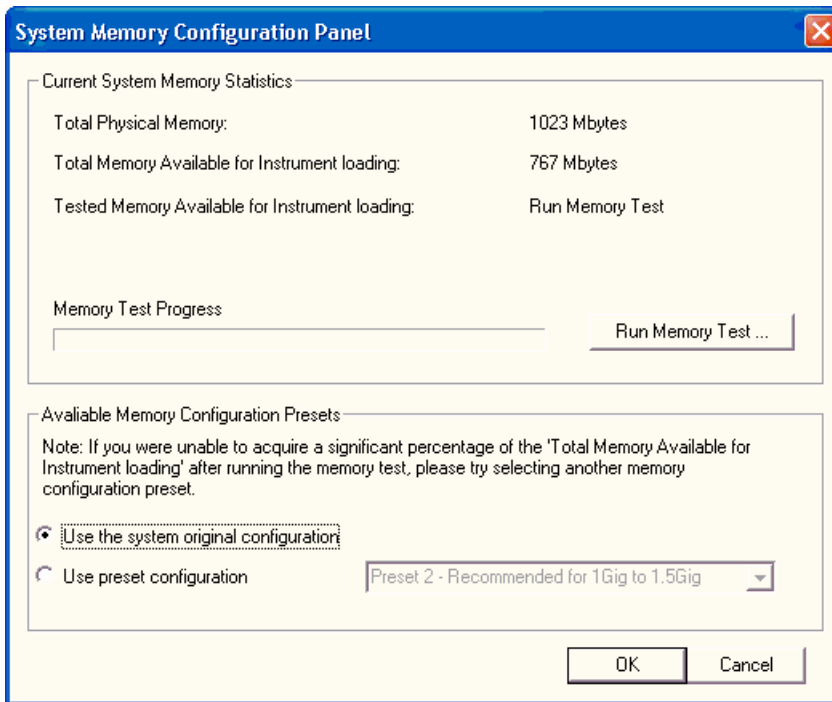 System Memory Configuration Panel
Current System Memory Statistics
Total Physical Memory: 1023 Mbytes
Total Memory Available for Instrument loading: 767 Mbytes
Tested Memory Available for Instrument loading: Run Memory Test
Memory Test Progress
Run Memory Test ...
Avaliable Memory Configuration Presets
Note: If you were unable to acquire a significant percentage of the 'Total Memory Available for
Instrument loading' after running the memory test, please try selecting another memory
configuration preset.
Use the system original configuration
Use preset configuration Preset 2 - Recommended for 1Gig to 1.5Gig
OK Cancel